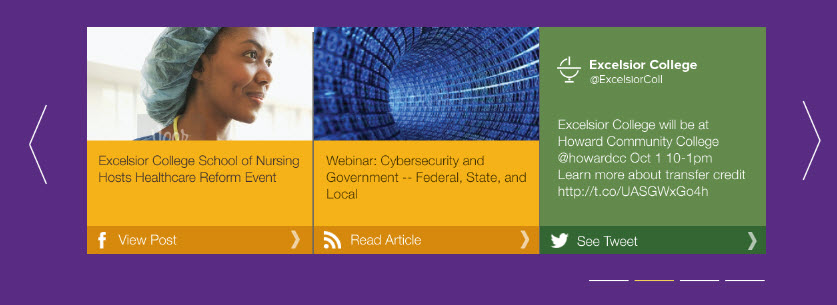 Excelsior College School of Nursing
Hosts Healthcare Reform Event
View Post
Webinar: Cybersecurity and
Government -- Federal, State, and
Local
Read Article
Excelsior College
@ExcelsiorColl
Excelsior College will be at
Howard Community College
@howardcc Oct 1 10-1pm
Learn more about transfer credit
http://t.co/UASGWxGo4h
See Tweet